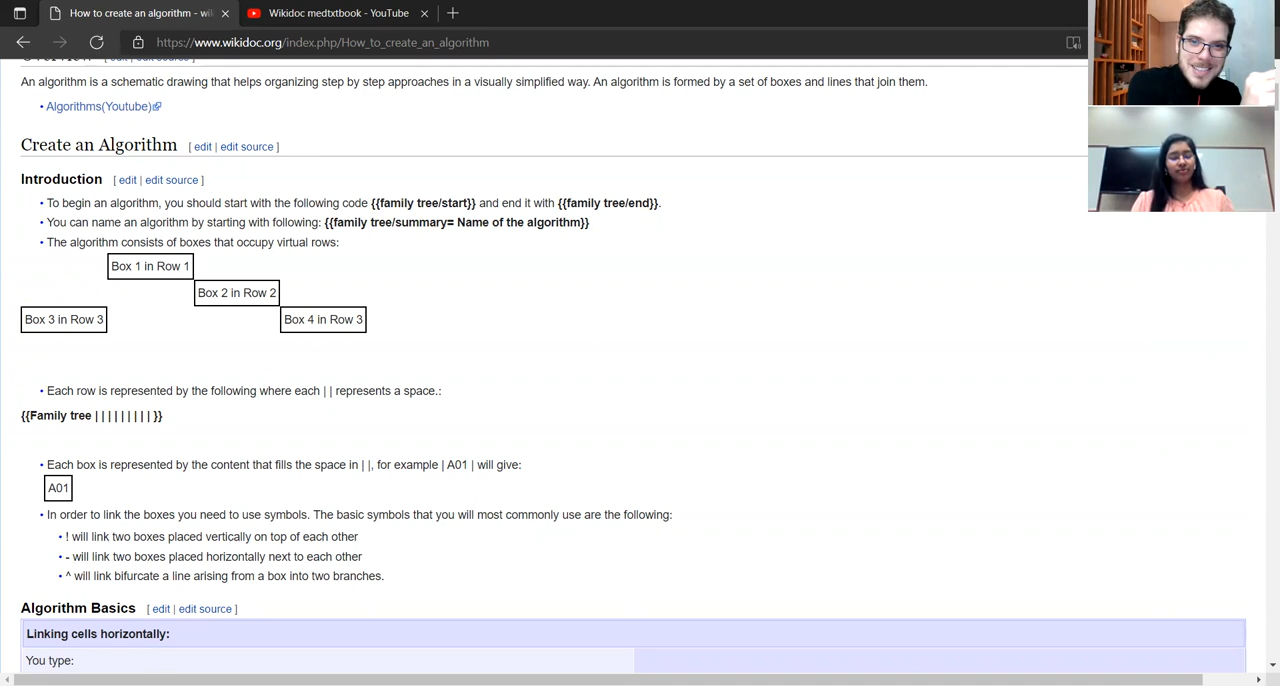 How to create an algorithm - wi
Wikidoc medtxtbook - YouTube
https://www.wikidoc.org/index.php/How_to_create_an_algorithm
Overview [ edit | edit source ]
An algorithm is a schematic drawing that helps organizing step by step approaches in a visually simplified way. An algorithm is formed by a set of boxes and lines that join them.
• Algorithms(Youtube)
Create an Algorithm [ edit | edit source ]
Introduction [ edit | edit source ]
• To begin an algorithm, you should start with the following code {{family tree/start}} and end it with {{family tree/end}}.
• You can name an algorithm by starting with following: {{family tree/summary= Name of the algorithm}}
• The algorithm consists of boxes that occupy virtual rows:
Box 1 in Row 1
Box 2 in Row 2
Box 3 in Row 3 Box 4 in Row 3
• Each row is represented by the following where each | | represents a space.:
{{Family tree | | | | | | | | | }}
• Each box is represented by the content that fills the space in | |, for example | A01 | will give:
A01
• In order to link the boxes you need to use symbols. The basic symbols that you will most commonly use are the following:
• ! will link two boxes placed vertically on top of each other
• - will link two boxes placed horizontally next to each other
• ^ will link bifurcate a line arising from a box into two branches.
Algorithm Basics [ edit | edit source ]
Linking cells horizontally:
You type: